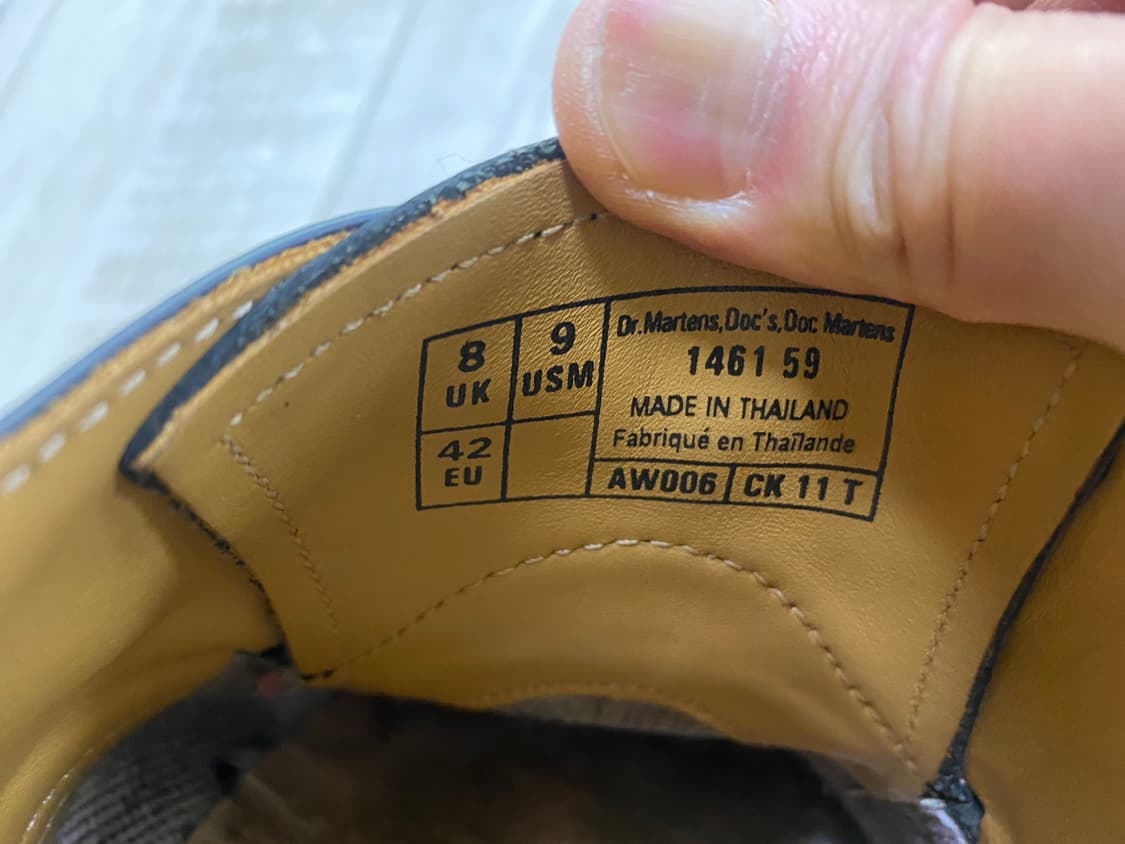 8
UK
9
USM
42
EU
Dr.Martens,Doc's,Doc Martens
1461 59
MADE IN THAILAND
Fabriqué en Thaïlande
AW006
CK 11 T